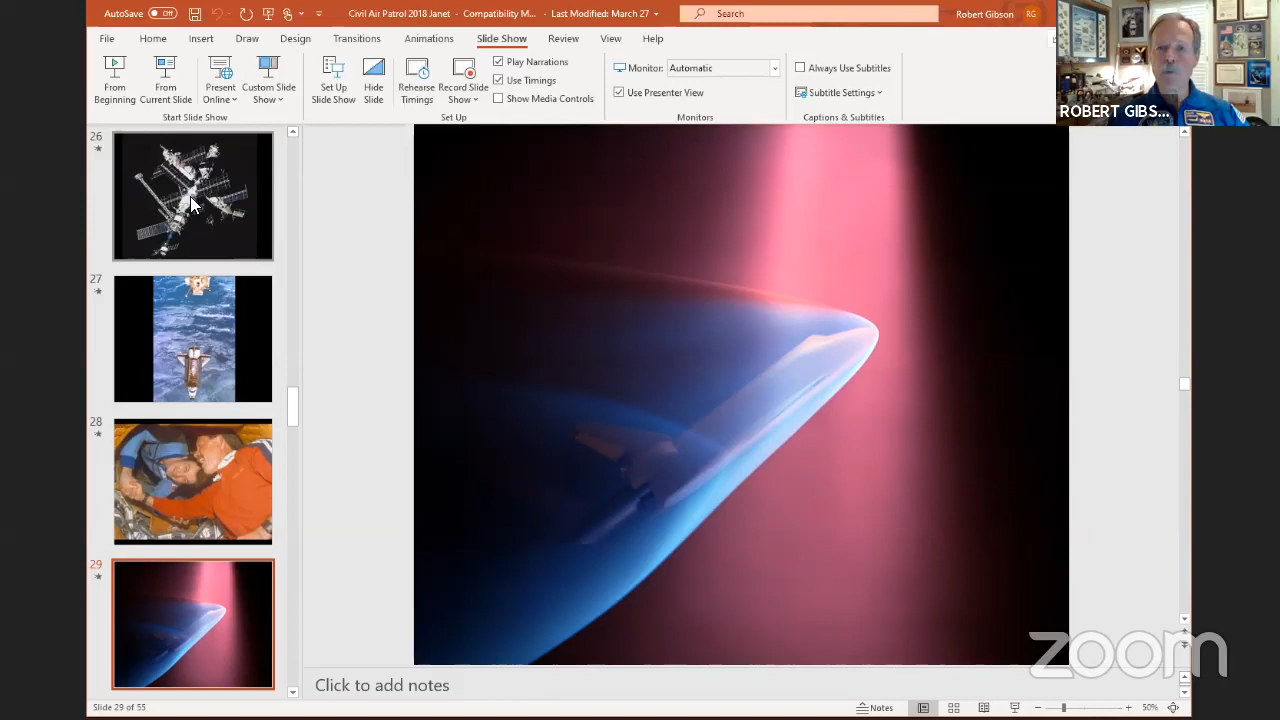 AutoSave Off
Civil Air Patrol 2018 Janet - Compatibility M... - Last Modified: March 27
Search
Robert Gibson RG
File Home Insert Draw Design Transitions Animations Slide Show Review View Help
From Beginning
From Current Slide
Present Online
Custom Slide Show
Start Slide Show
Set Up Slide Show
Hide Slide
Rehearse Timings
Record Slide Show
Play Narrations
Use Timings
Show Media Controls
Set Up
Monitor: Automatic
Use Presenter View
Monitors
Always Use Subtitles
Subtitle Settings
Captions & Subtitles
ROBERT GIBS...
26
27
28
29
Click to add notes
zoom
Slide 29 of 55
Notes
50%